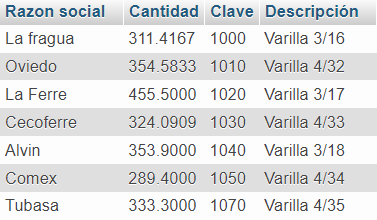 Razon social Cantidad Clave Descripción
La fragua 311.4167 1000 Varilla 3/16
Oviedo 354.5833 1010 Varilla 4/32
La Ferre 455.5000 1020 Varilla 3/17
Cecoferre 324.0909 1030 Varilla 4/33
Alvin 353.9000 1040 Varilla 3/18
Comex 289.4000 1050 Varilla 4/34
Tubasa 333.3000 1070 Varilla 4/35